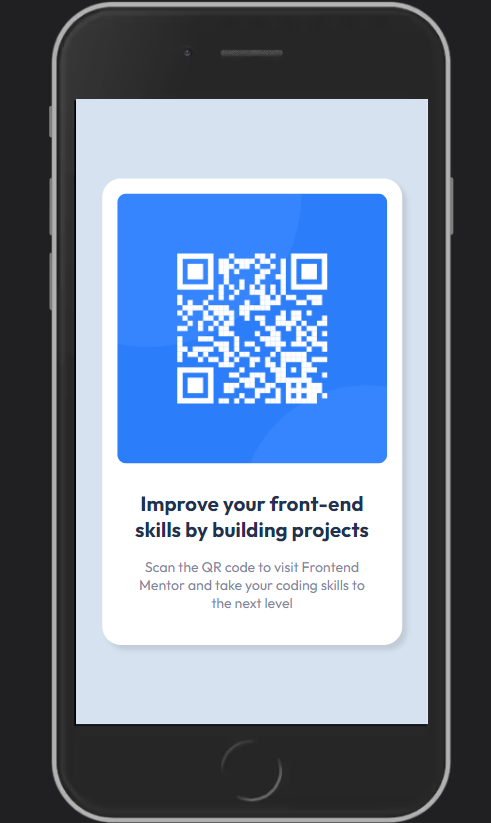 Improve your front-end
skills by building projects
Scan the QR code to visit Frontend
Mentor and take your coding skills to
the next level